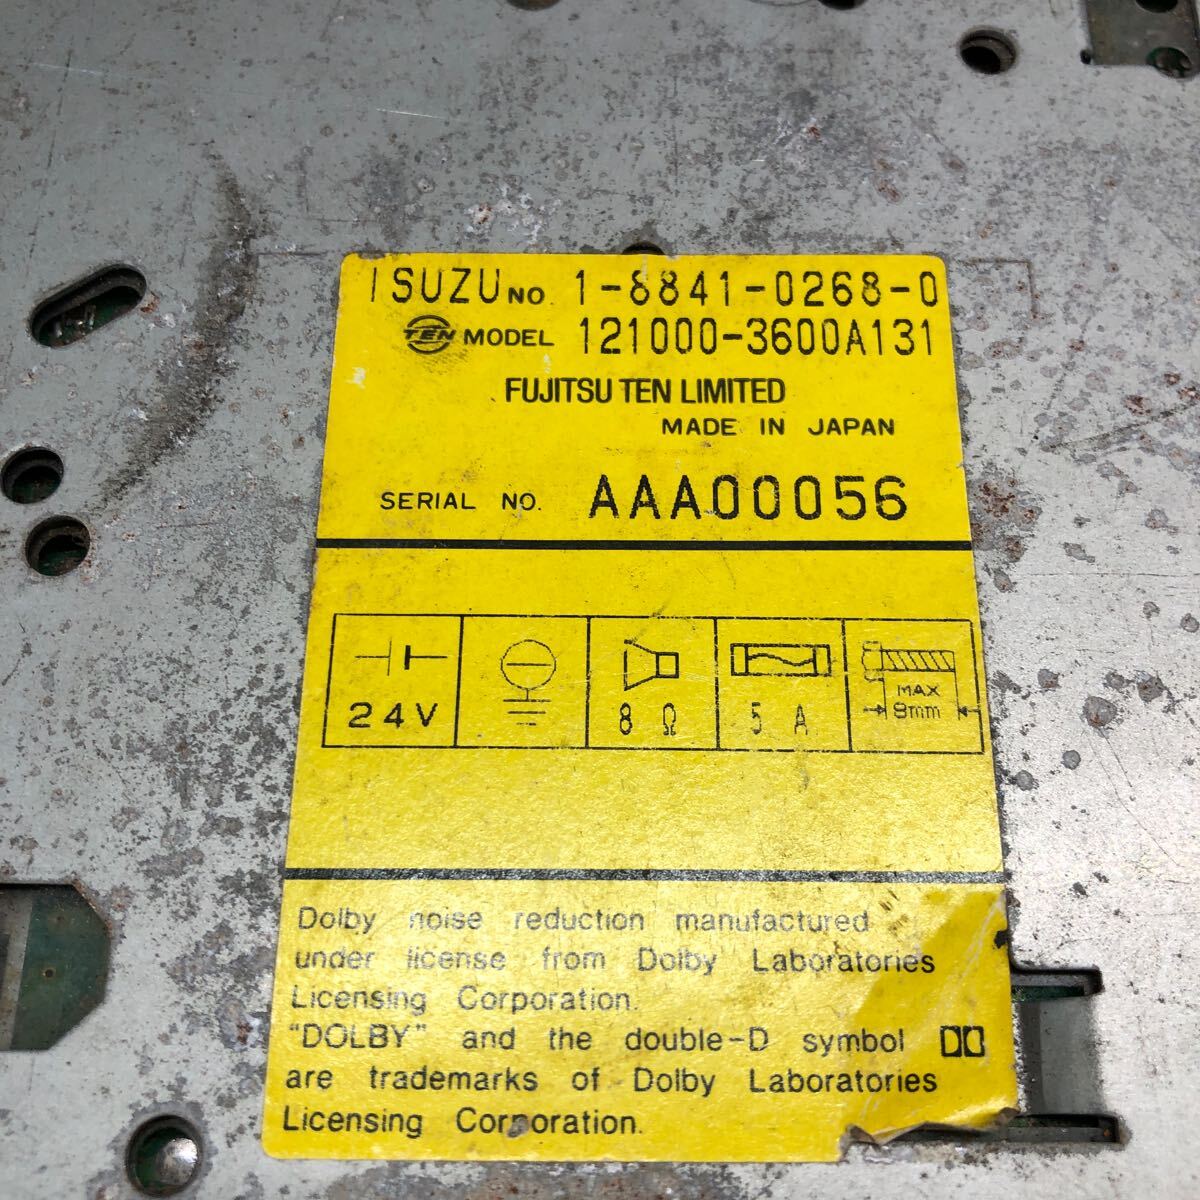 ISUZU NO. 1-8841-0268-0
TEN MODEL 121000-3600A131
FUJITSU TEN LIMITED
MADE IN JAPAN
SERIAL NO. AAA00056
24V 8 Ω 5 A MAX 8mm
Dolby noise reduction manufactured
under license from Dolby Laboratories
Licensing Corporation.
"DOLBY" and the double-D symbol
are trademarks of Dolby Laboratories
Licensing Corporation.